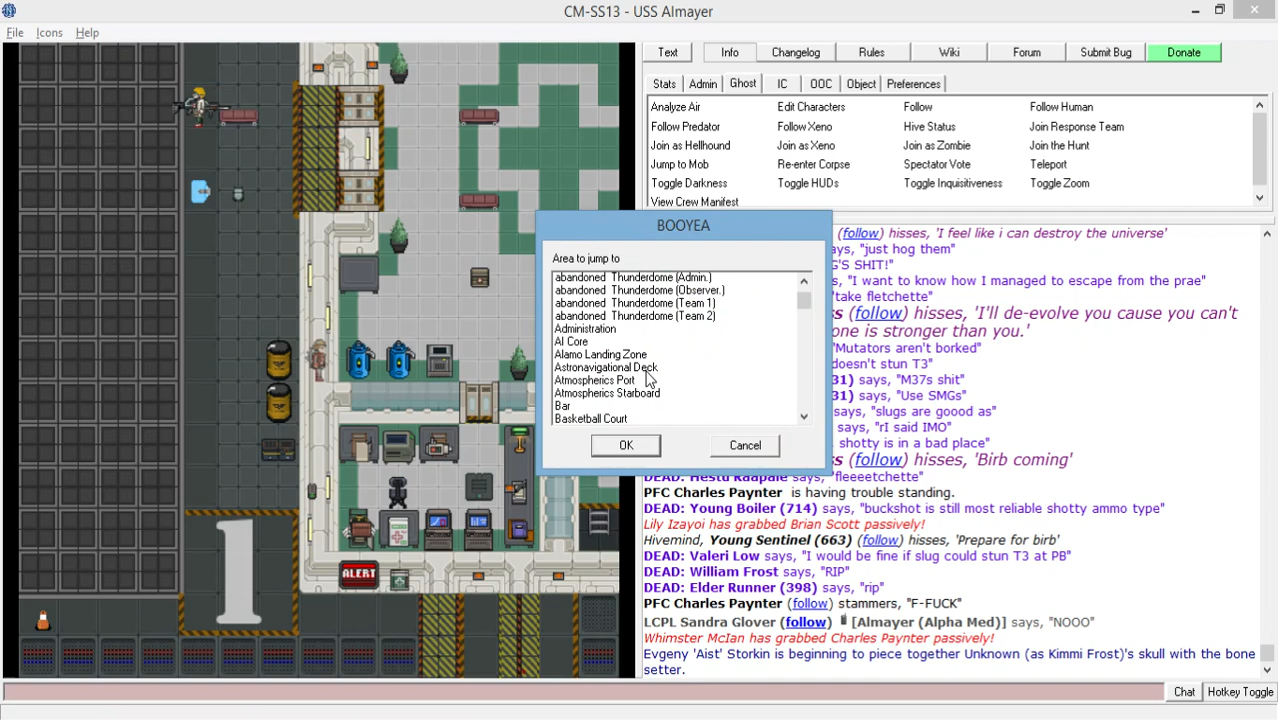 CM-SS13 - USS Almayer
File Icons Help
Text Info Changelog Rules Wiki Forum Submit Bug Donate
Stats Admin Ghost IC OOC Object Preferences
Analyze Air Edit Characters Follow Follow Human
Follow Predator Follow Xeno Hive Status Join Response Team
Join as Hellhound Join as Xeno Join as Zombie Join the Hunt
Jump to Mob Re-enter Corpse Spectator Vote Teleport
Toggle Darkness Toggle HUDs Toggle Inquisitiveness Toggle Zoom
View Crew Manifest
BOOYEA
Area to jump to
abandoned Thunderdome (Admin.)
abandoned Thunderdome (Observer.)
abandoned Thunderdome (Team 1)
abandoned Thunderdome (Team 2)
Administration
AI Core
Alamo Landing Zone
Astronavigational Deck
Atmospherics Port
Atmospherics Starboard
Bar
Basketball Court
OK Cancel
(follow) hisses, 'I feel like i can destroy the universe'
says, "just hog them"
G'S SHIT!"
"I want to know how I managed to escape from the prae"
"take fletchette"
(follow) hisses, 'I'll de-evolve you cause you can't
one is stronger than you.'
"Mutators aren't borked"
doesn't stun T3"
31) says, "M37s shit"
31) says, "Use SMGs"
"slugs are goood as"
"rI said IMO"
shotty is in a bad place"
(follow) hisses, 'Birb coming'
DEAD: Hestu Raapale says, "fleeeetchette"
PFC Charles Paynter is having trouble standing.
DEAD: Young Boiler (714) says, "buckshot is still most reliable shotty ammo type"
Lily Izayoi has grabbed Brian Scott passively!
Hivemind, Young Sentinel (663) (follow) hisses, 'Prepare for birb'
DEAD: Valeri Low says, "I would be fine if slug could stun T3 at PB"
DEAD: William Frost says, "RIP"
DEAD: Elder Runner (398) says, "rip"
PFC Charles Paynter (follow) stammers, "F-FUCK"
LCPL Sandra Glover (follow) [Almayer (Alpha Med)] says, "NOOO"
Whimster McIan has grabbed Charles Paynter passively!
Evgeny 'Aist' Storkin is beginning to piece together Unknown (as Kimmi Frost)'s skull with the bone
setter.
ALERT
1
Chat Hotkey Toggle